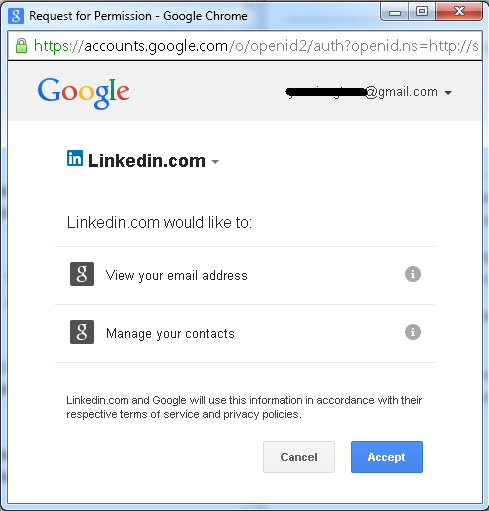 Request for Permission - Google Chrome
https://accounts.google.com/o/openid2/auth?openid.ns=http://s
Google
@gmail.com
in Linkedin.com
Linkedin.com would like to:
g View your email address i
g Manage your contacts i
Linkedin.com and Google will use this information in accordance with their
respective terms of service and privacy policies.
Cancel Accept